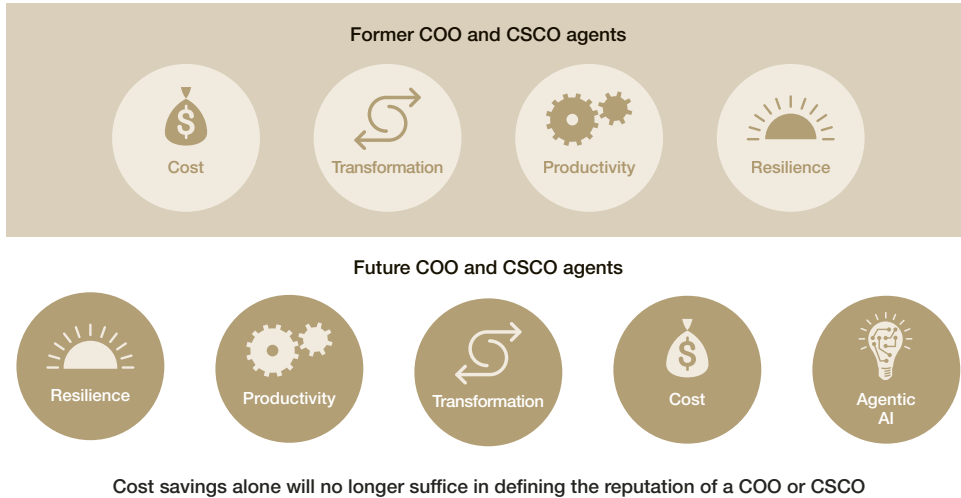 Former COO and CSCO agents
$
Cost
Transformation
Productivity
Resilience
Future COO and CSCO agents
Resilience
Productivity
Transformation
$
Cost
Agentic
AI
Cost savings alone will no longer suffice in defining the reputation of a COO or CSCO